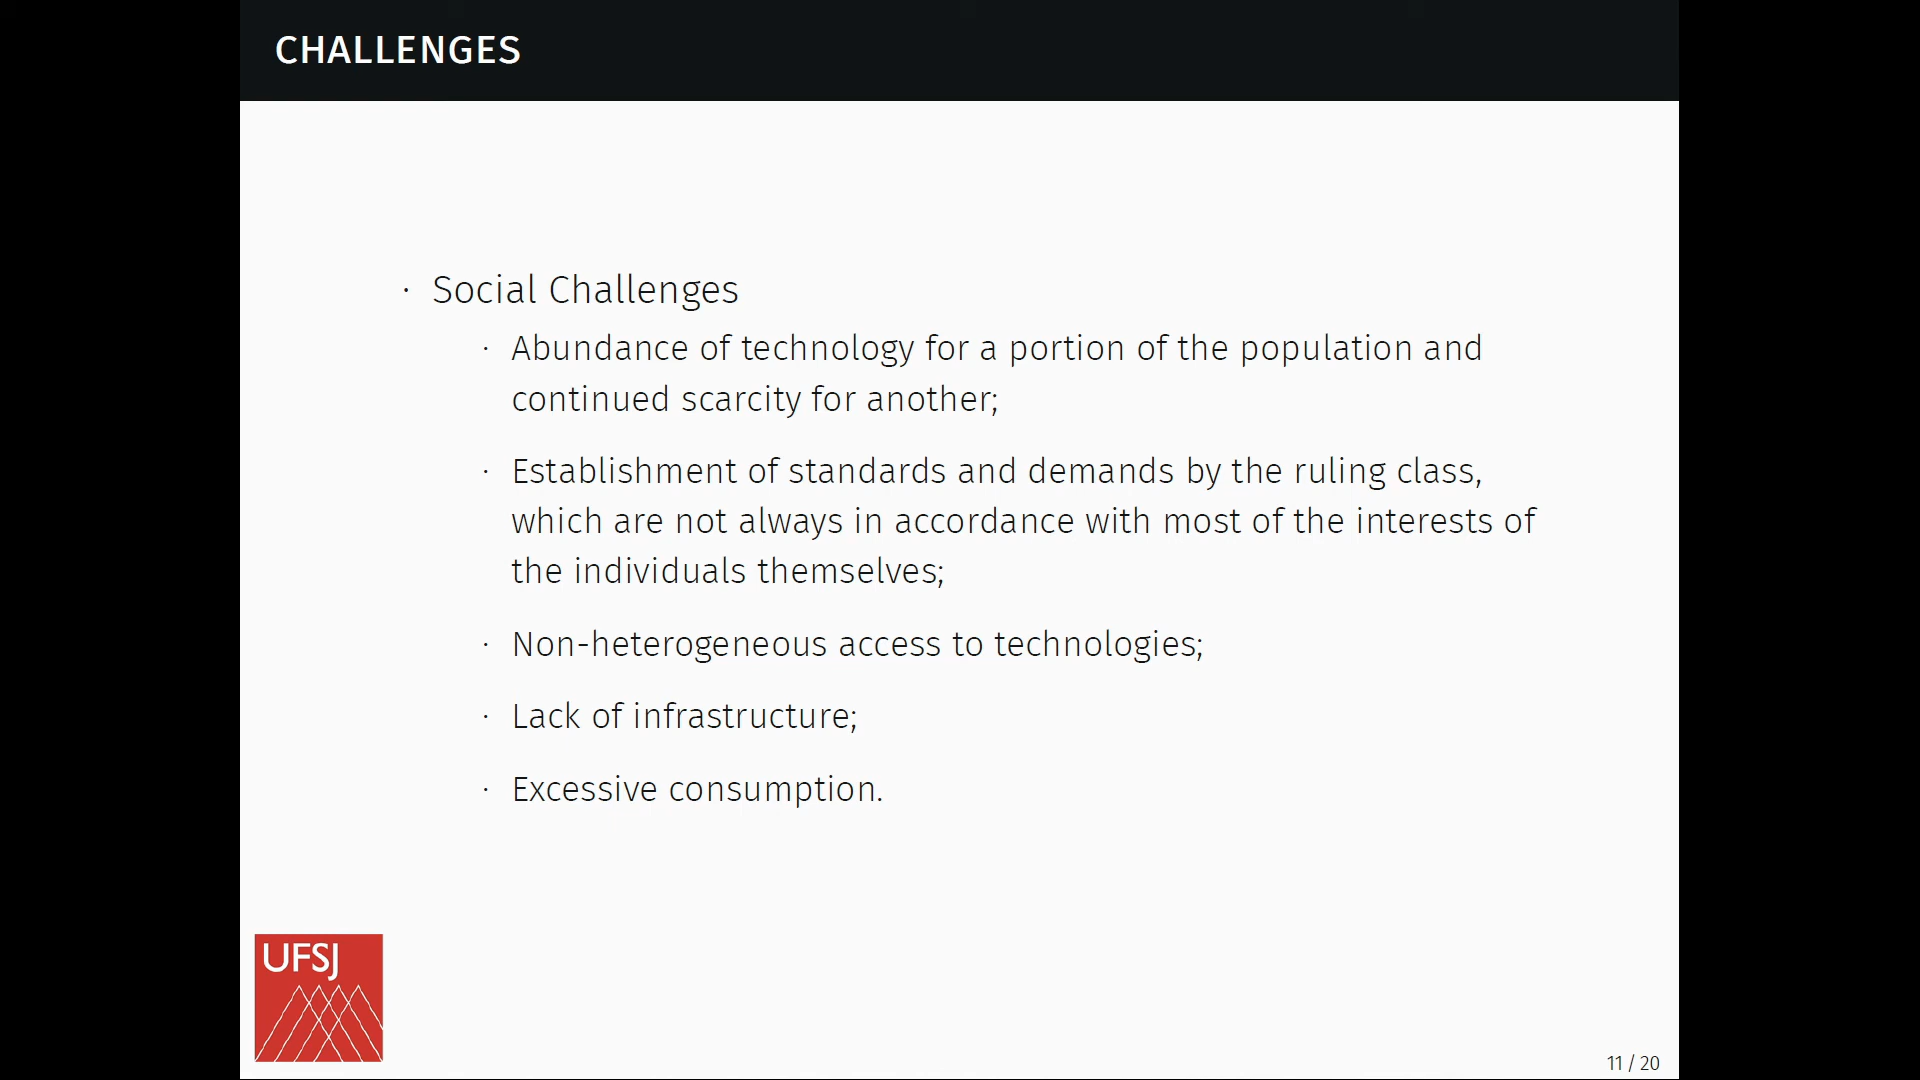 CHALLENGES
· Social Challenges
· Abundance of technology for a portion of the population and
continued scarcity for another;
· Establishment of standards and demands by the ruling class,
which are not always in accordance with most of the interests of
the individuals themselves;
· Non-heterogeneous access to technologies;
· Lack of infrastructure;
· Excessive consumption.
UFSJ
11 / 20